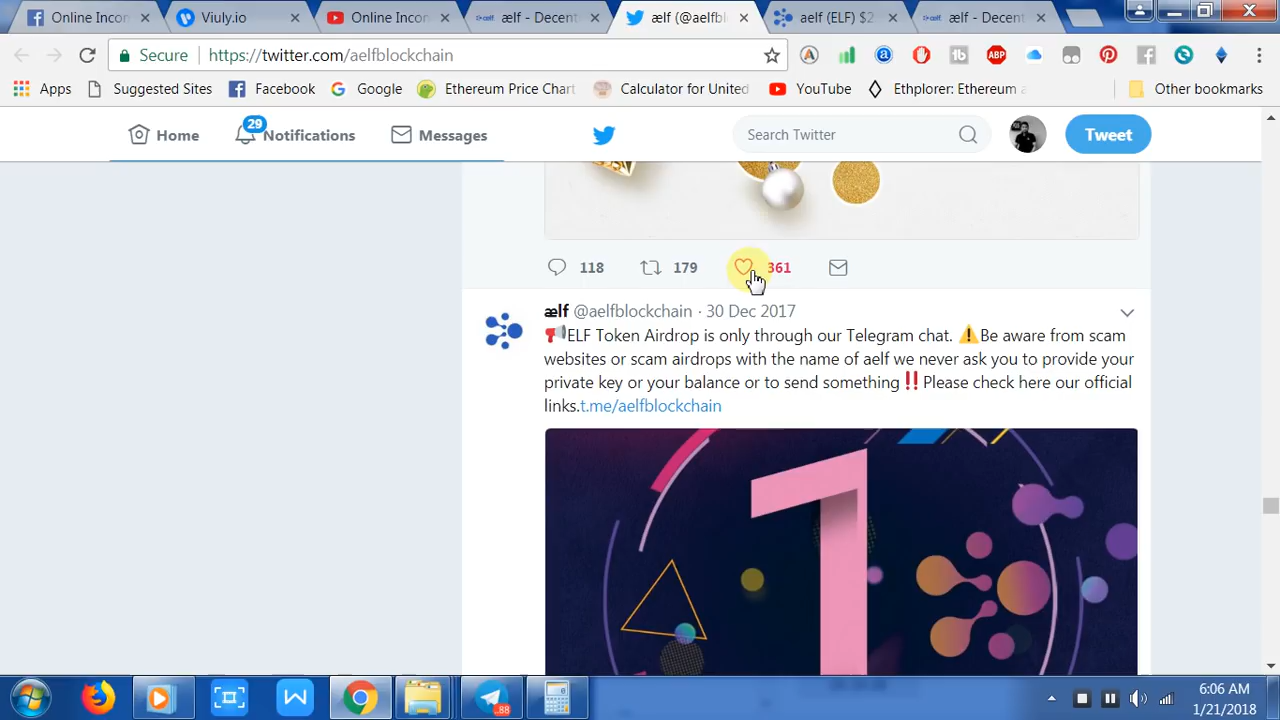 Online Incon
Viuly.io
Online Incon
ælf - Decent
ælf (@aelfbl
aelf (ELF) $2
ælf - Decent
Secure
https://twitter.com/aelfblockchain
ABP
Apps
Suggested Sites
Facebook
Google
Ethereum Price Chart
Calculator for United
YouTube
Ethplorer: Ethereum
Other bookmarks
Home
29
Notifications
Messages
Search Twitter
Tweet
118
179
361
ælf @aelfblockchain · 30 Dec 2017
📢ELF Token Airdrop is only through our Telegram chat. ⚠️Be aware from scam
websites or scam airdrops with the name of aelf we never ask you to provide your
private key or your balance or to send something‼️Please check here our official
links.t.me/aelfblockchain
1
.88
6:06 AM
1/21/2018